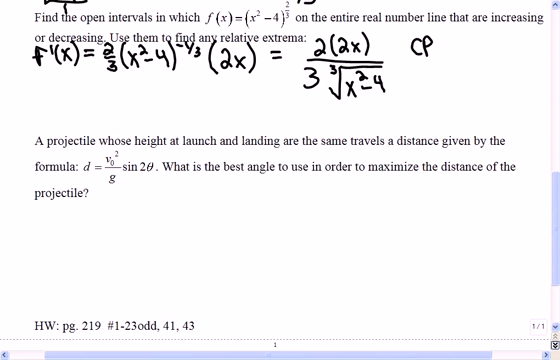 Find the open intervals in which f(x) = (x² − 4)^(2/3) on the entire real number line that are increasing
or decreasing. Use them to find any relative extrema:
f'(x) = 2/3 (x²-4)^(-1/3) (2x) = 2(2x) / 3 ∛(x²-4) CP
A projectile whose height at launch and landing are the same travels a distance given by the
formula: d = v₀²/g sin 2θ. What is the best angle to use in order to maximize the distance of the
projectile?
HW: pg. 219 #1-23odd, 41, 43
1 / 1
1